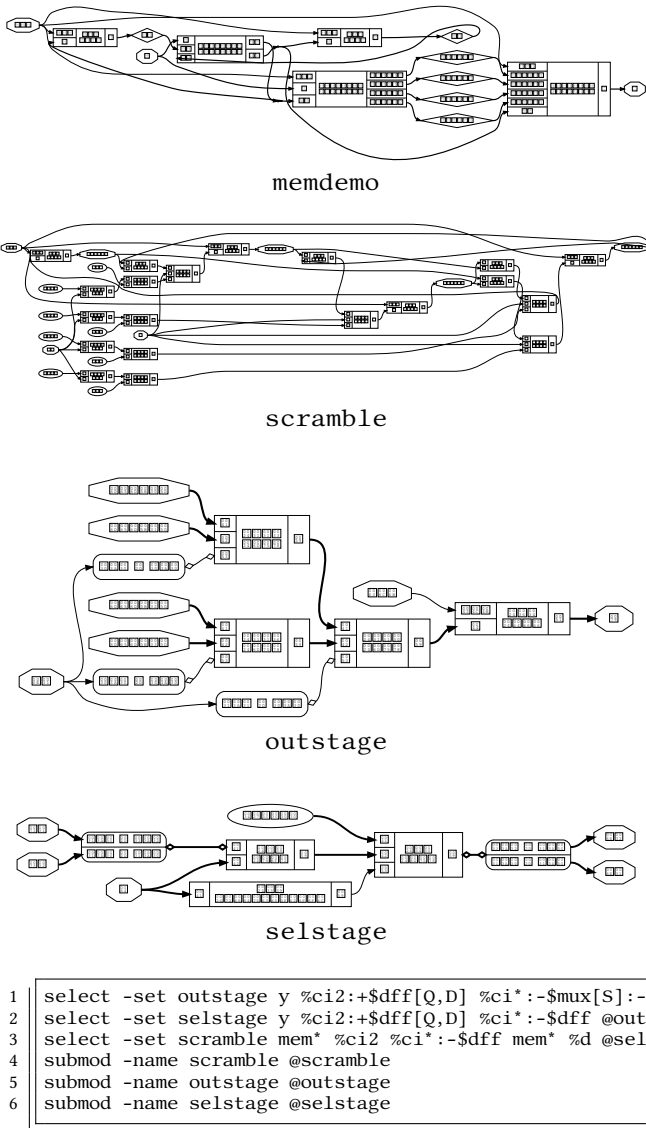 memdemo
scramble
outstage
selstage
1 select -set outstage y %ci2:+$dff[Q,D] %ci*:-$mux[S]:-
2 select -set selstage y %ci2:+$dff[Q,D] %ci*:-$dff @out
3 select -set scramble mem* %ci2 %ci*:-$dff mem* %d @sel
4 submod -name scramble @scramble
5 submod -name outstage @outstage
6 submod -name selstage @selstage